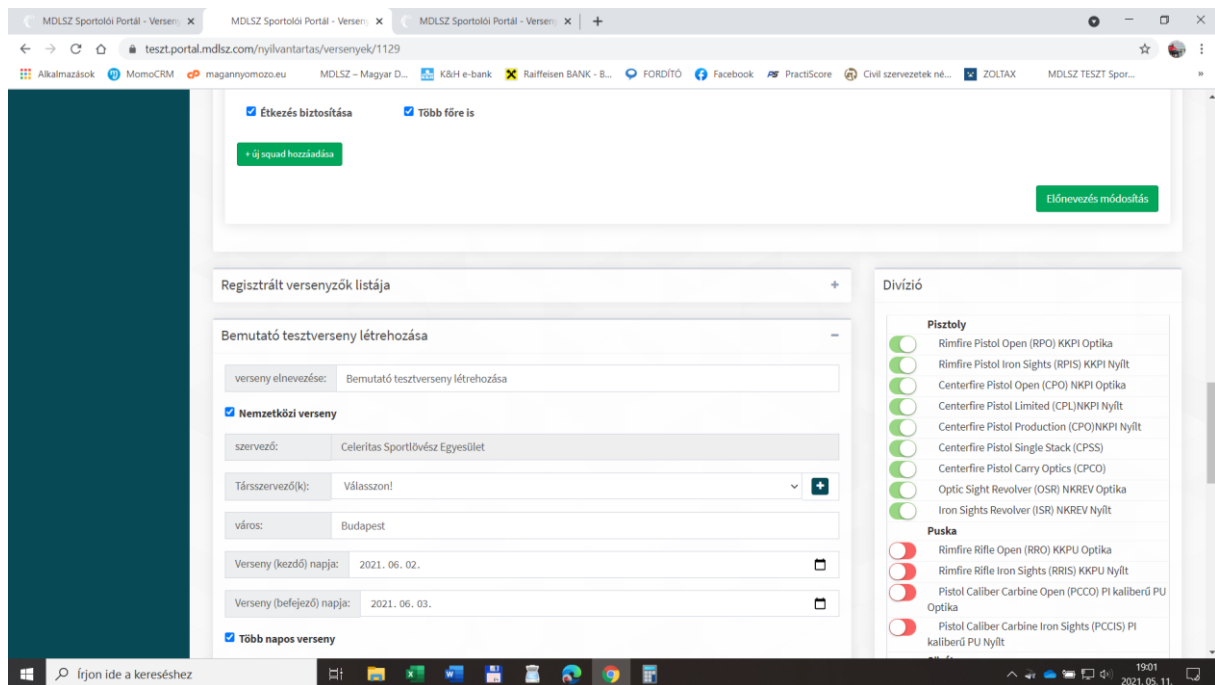 MDLSZ Sportolói Portál - Verseny
MDLSZ Sportolói Portál - Verseny
MDLSZ Sportolói Portál - Verseny
teszt.portal.mdlsz.com/nyilvantartas/versenyek/1129
Alkalmazások
MomoCRM
magannyomozo.eu
MDLSZ – Magyar D...
K&H e-bank
Raiffeisen BANK - B...
FORDÍTÓ
Facebook
PractiScore
Civil szervezetek né...
ZOLTAX
MDLSZ TESZT Spor...
Étkezés biztosítása
Több főre is
+ új squad hozzáadása
Előnevezés módosítás
Regisztrált versenyzők listája
Bemutató tesztverseny létrehozása
verseny elnevezése: Bemutató tesztverseny létrehozása
Nemzetközi verseny
szervező: Celeritas Sportlövész Egyesület
Társszervező(k): Válasszon!
város: Budapest
Verseny (kezdő) napja: 2021. 06. 02.
Verseny (befejező) napja: 2021. 06. 03.
Több napos verseny
Divízió
Pisztoly
Rimfire Pistol Open (RPO) KKPI Optika
Rimfire Pistol Iron Sights (RPIS) KKPI Nyílt
Centerfire Pistol Open (CPO) NKPI Optika
Centerfire Pistol Limited (CPL)NKPI Nyílt
Centerfire Pistol Production (CPO)NKPI Nyílt
Centerfire Pistol Single Stack (CPSS)
Centerfire Pistol Carry Optics (CPCO)
Optic Sight Revolver (OSR) NKREV Optika
Iron Sights Revolver (ISR) NKREV Nyílt
Puska
Rimfire Rifle Open (RRO) KKPU Optika
Rimfire Rifle Iron Sights (RRIS) KKPU Nyílt
Pistol Caliber Carbine Open (PCCO) PI kaliberű PU
Optika
Pistol Caliber Carbine Iron Sights (PCCIS) PI
kaliberű PU Nyílt
Írjon ide a kereséshez
19:01
2021. 05. 11.